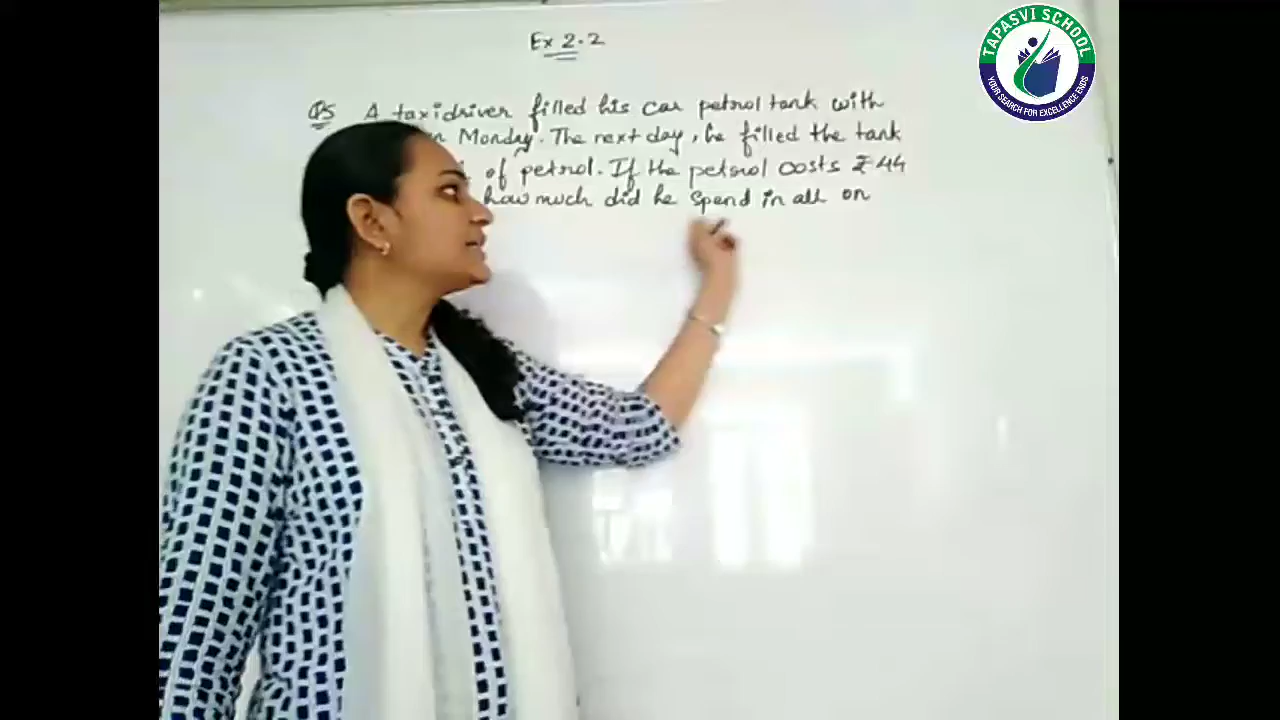 TAPASVI SCHOOL
YOUR SEARCH FOR EXCELLENCE ENDS
Ex 2.2
Q5 A taxidriver filled his car petrol tank with
Monday. The next day, he filled the tank
of petrol. If the petrol costs ₹ 44
how much did he spend in all on